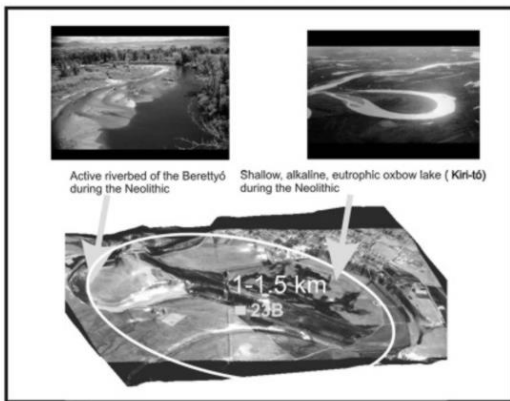 Active riverbed of the Berettyó
during the Neolithic
Shallow, alkaline, eutrophic oxbow lake ( Kiri-tó)
during the Neolithic
1-1.5 km
23B